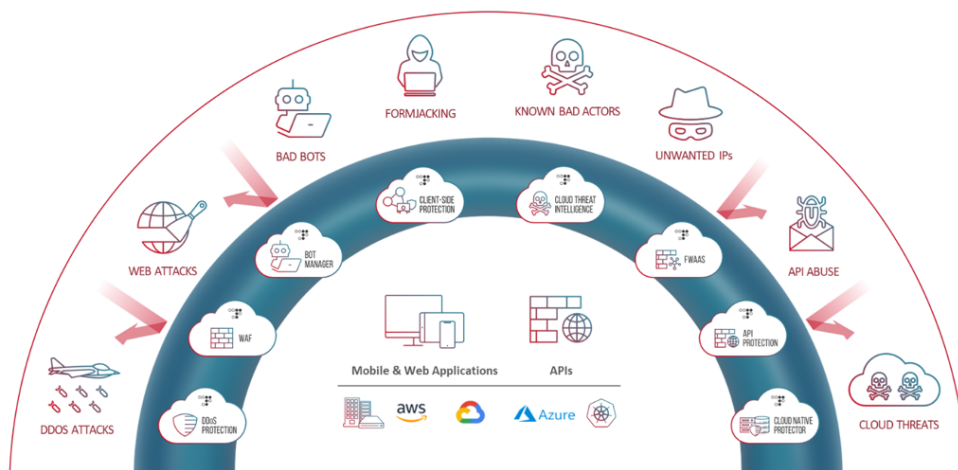 FORMJACKING
KNOWN BAD ACTORS
BAD BOTS
UNWANTED IPs
CLIENT-SIDE
PROTECTION
CLOUD THREAT
INTELLIGENCE
WEB ATTACKS
BOT
MANAGER
FWAAS
API ABUSE
WAF
API
PROTECTION
Mobile & Web Applications
APIs
DDOS ATTACKS
DDoS
PROTECTION
aws
Azure
CLOUD NATIVE
PROTECTOR
CLOUD THREATS